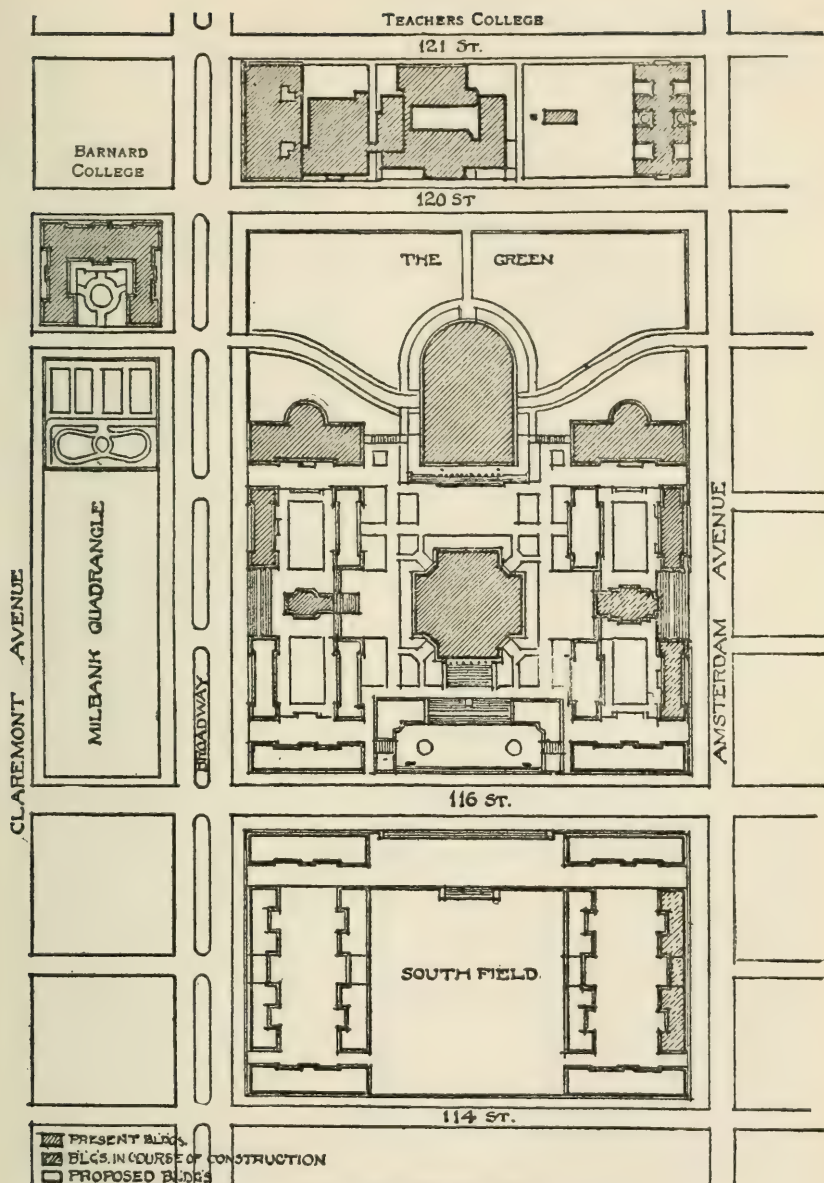 TEACHERS COLLEGE
121 ST.
BARNARD
COLLEGE
120 ST
THE GREEN
CLAREMONT AVENUE
MILBANK QUADRANGLE
BROADWAY
AMSTERDAM AVENUE
116 ST.
SOUTH FIELD.
114 ST.
PRESENT BLDGS.
BLGS. IN COURSE OF CONSTRUCTION
PROPOSED BLDGS